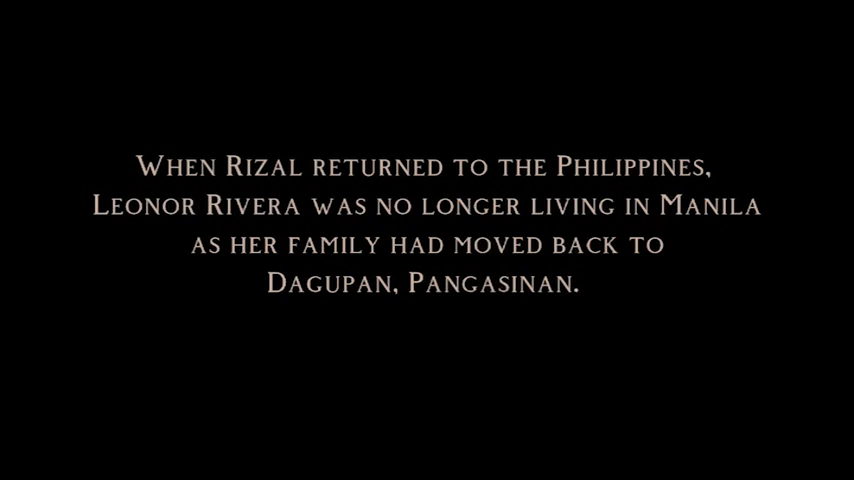 When Rizal returned to the Philippines,
Leonor Rivera was no longer living in Manila
as her family had moved back to
Dagupan, Pangasinan.